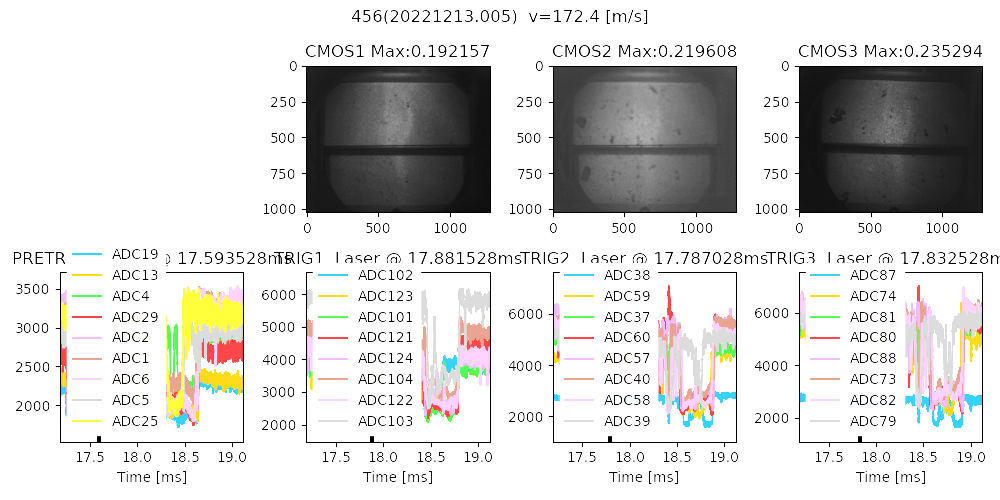 456(20221213.005)  v=172.4 [m/s]
CMOS1 Max:0.192157
CMOS2 Max:0.219608
CMOS3 Max:0.235294
0
250
500
750
1000
0
500
1000
0
250
500
750
1000
0
500
1000
0
250
500
750
1000
0
500
1000
PRETR @ 17.593528ms
TRIG1  Laser @ 17.881528ms
TRIG2  Laser @ 17.787028ms
TRIG3  Laser @ 17.832528ms
ADC19
ADC13
ADC4
ADC29
ADC2
ADC1
ADC6
ADC5
ADC25
3500
3000
2500
2000
17.5
18.0
18.5
19.0
Time [ms]
ADC102
ADC123
ADC101
ADC121
ADC124
ADC104
ADC122
ADC103
6000
5000
4000
3000
2000
17.5
18.0
18.5
19.0
Time [ms]
ADC38
ADC59
ADC37
ADC60
ADC57
ADC40
ADC58
ADC39
6000
4000
2000
17.5
18.0
18.5
19.0
Time [ms]
ADC87
ADC74
ADC81
ADC80
ADC88
ADC73
ADC82
ADC79
6000
4000
2000
17.5
18.0
18.5
19.0
Time [ms]